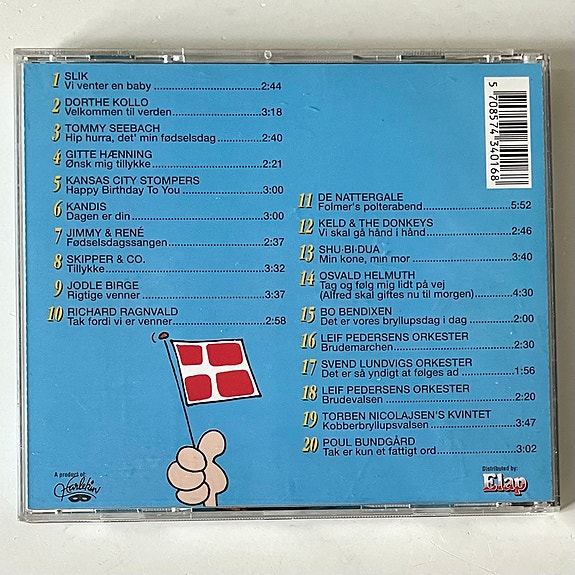 1 SLIK
Vi venter en baby 2:44
2 DORTHE KOLLO
Velkommen til verden 3:18
3 TOMMY SEEBACH
Hip hurra, det' min fødselsdag 2:40
4 GITTE HÆNNING
Ønsk mig tillykke 2:21
5 KANSAS CITY STOMPERS
Happy Birthday To You 3:00
6 KANDIS
Dagen er din 3:00
7 JIMMY & RENÉ
Fødselsdagssangen 2:37
8 SKIPPER & CO.
Tillykke 3:32
9 JODLE BIRGE
Rigtige venner 3:37
10 RICHARD RAGNVALD
Tak fordi vi er venner 2:58
5 708574 340168
11 DE NATTERGALE
Folmer's polterabend 5:52
12 KELD & THE DONKEYS
Vi skal gå hånd i hånd 2:46
13 SHU·BI·DUA
Min kone, min mor 3:40
14 OSVALD HELMUTH
Tag og følg mig lidt på vej
(Alfred skal giftes nu til morgen) 4:30
15 BO BENDIXEN
Det er vores bryllupsdag i dag 2:00
16 LEIF PEDERSENS ORKESTER
Brudemarchen 2:30
17 SVEND LUNDVIGS ORKESTER
Det er så yndigt at følges ad 1:56
18 LEIF PEDERSENS ORKESTER
Brudevalsen 2:20
19 TORBEN NICOLAJSEN'S KVINTET
Kobberbryllupsvalsen 3:47
20 POUL BUNDGÅRD
Tak er kun et fattigt ord 3:02
A product of:
Harlekin
Distributed by:
Elap